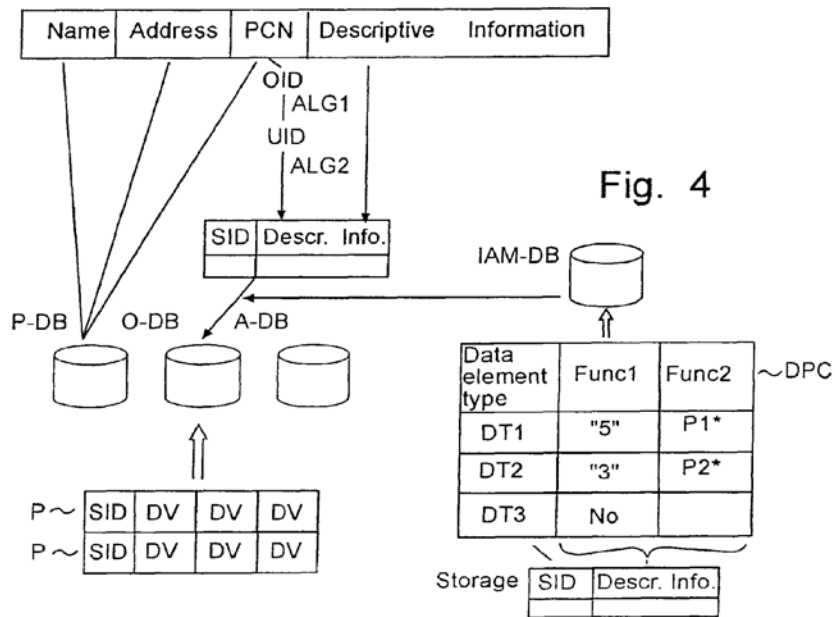 Name Address PCN Descriptive Information
OID
ALG1
UID
ALG2
Fig. 4
SID Descr. Info.
IAM-DB
P-DB O-DB A-DB
Data element type Func1 Func2 ~DPC
DT1 "5" P1*
DT2 "3" P2*
DT3 No
P~ SID DV DV DV
P~ SID DV DV DV
Storage SID Descr. Info.